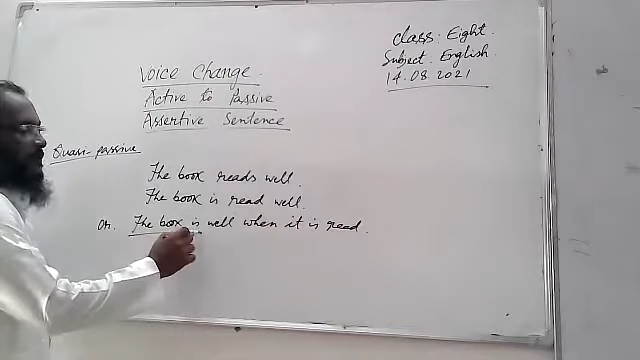 Class: Eight.
Subject. English.
14.08.2021
Voice Change.
Active to Passive
Assertive Sentence
Quasi-passive
The book reads well.
The book is read well.
Or. The book is well when it is read.